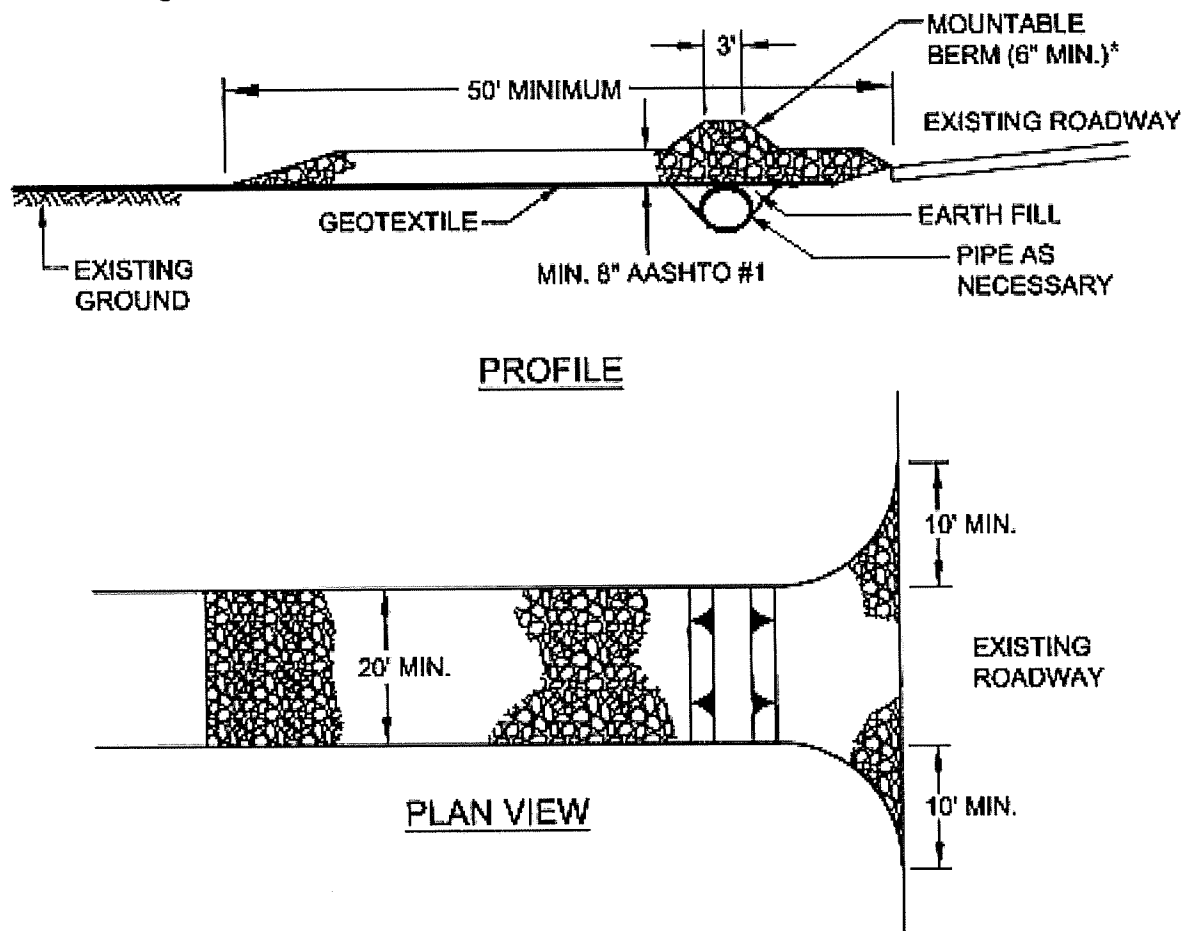 3'
MOUNTABLE
BERM (6" MIN.)*
50' MINIMUM
EXISTING ROADWAY
GEOTEXTILE
EARTH FILL
EXISTING
GROUND
MIN. 8" AASHTO #1
PIPE AS
NECESSARY
PROFILE
10' MIN.
20' MIN.
EXISTING
ROADWAY
10' MIN.
PLAN VIEW